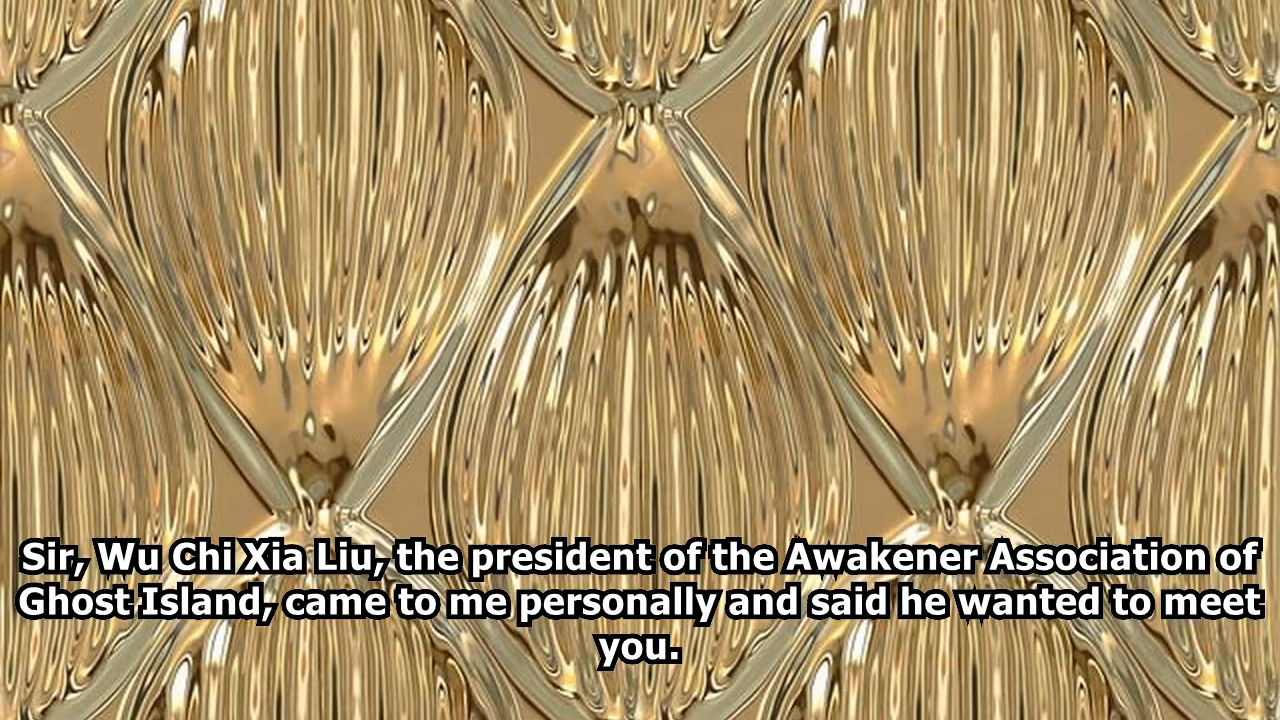 Sir, Wu Chi Xia Liu, the president of the Awakener Association of
Ghost Island, came to me personally and said he wanted to meet
you.